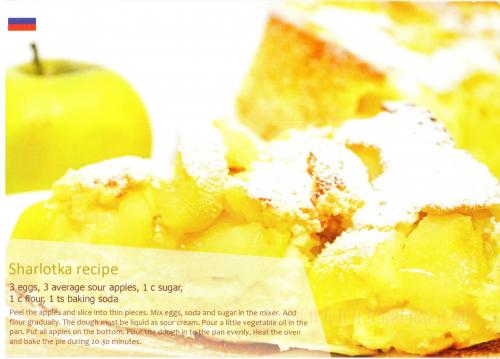 Sharlotka recipe
3 eggs, 3 average sour apples, 1 c sugar,
1 c flour, 1 ts baking soda
Peel the apples and slice into thin pieces. Mix eggs, soda and sugar in the mixer. Add
flour gradually. The dough must be liquid as sour cream. Pour a little vegetable oil in the
pan. Put all apples on the bottom. Pour the dough in to the pan evenly. Heat the oven
and bake the pie during 20-30 minutes.